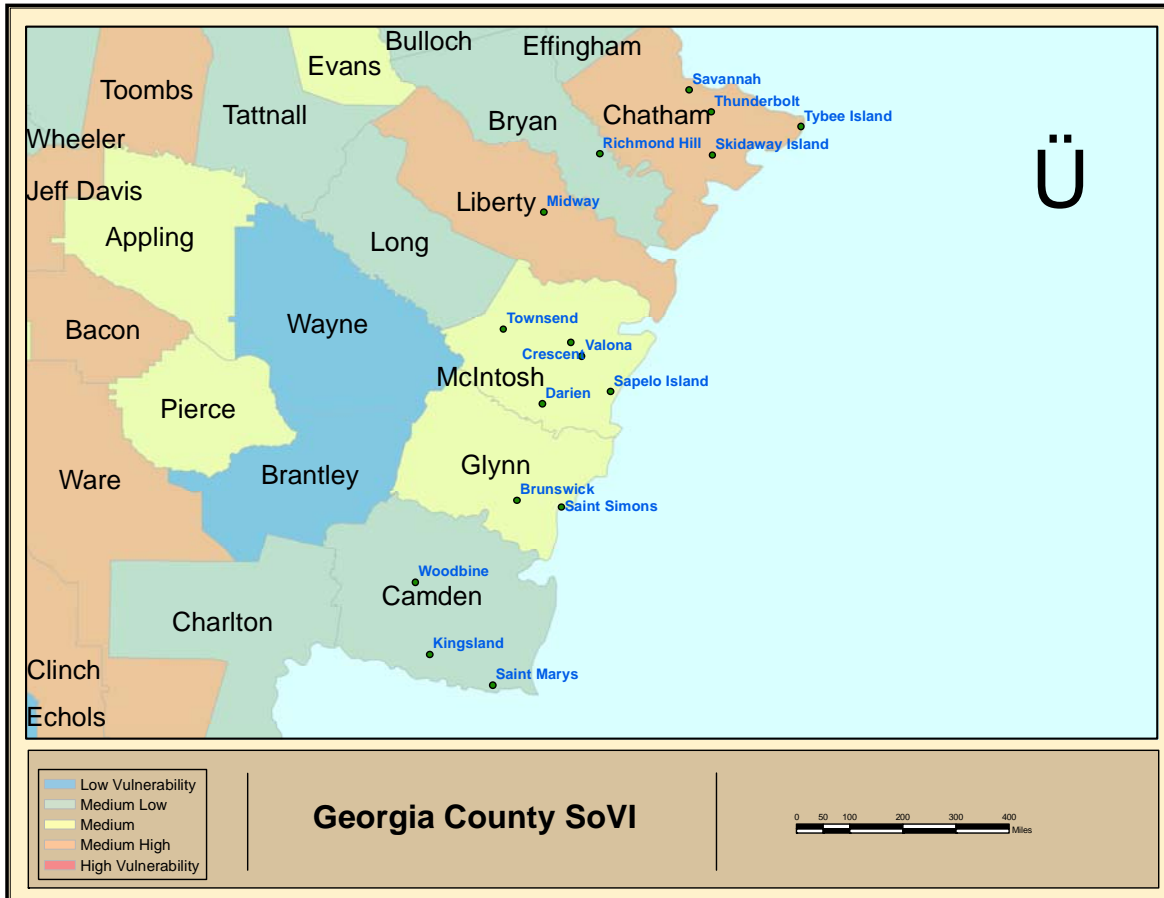 Bulloch
Effingham
Evans
Toombs
Savannah
Tattnall
Chatham
Thunderbolt
Bryan
Tybee Island
Wheeler
Richmond Hill
Skidaway Island
Ü
Jeff Davis
Liberty
Midway
Appling
Long
Wayne
Townsend
Bacon
Valona
Crescent
McIntosh
Sapelo Island
Darien
Pierce
Glynn
Ware
Brantley
Brunswick
Saint Simons
Woodbine
Camden
Charlton
Kingsland
Clinch
Saint Marys
Echols
Low Vulnerability
Medium Low
Medium
Medium High
High Vulnerability
Georgia County SoVI
0 50 100 200 300 400
Miles